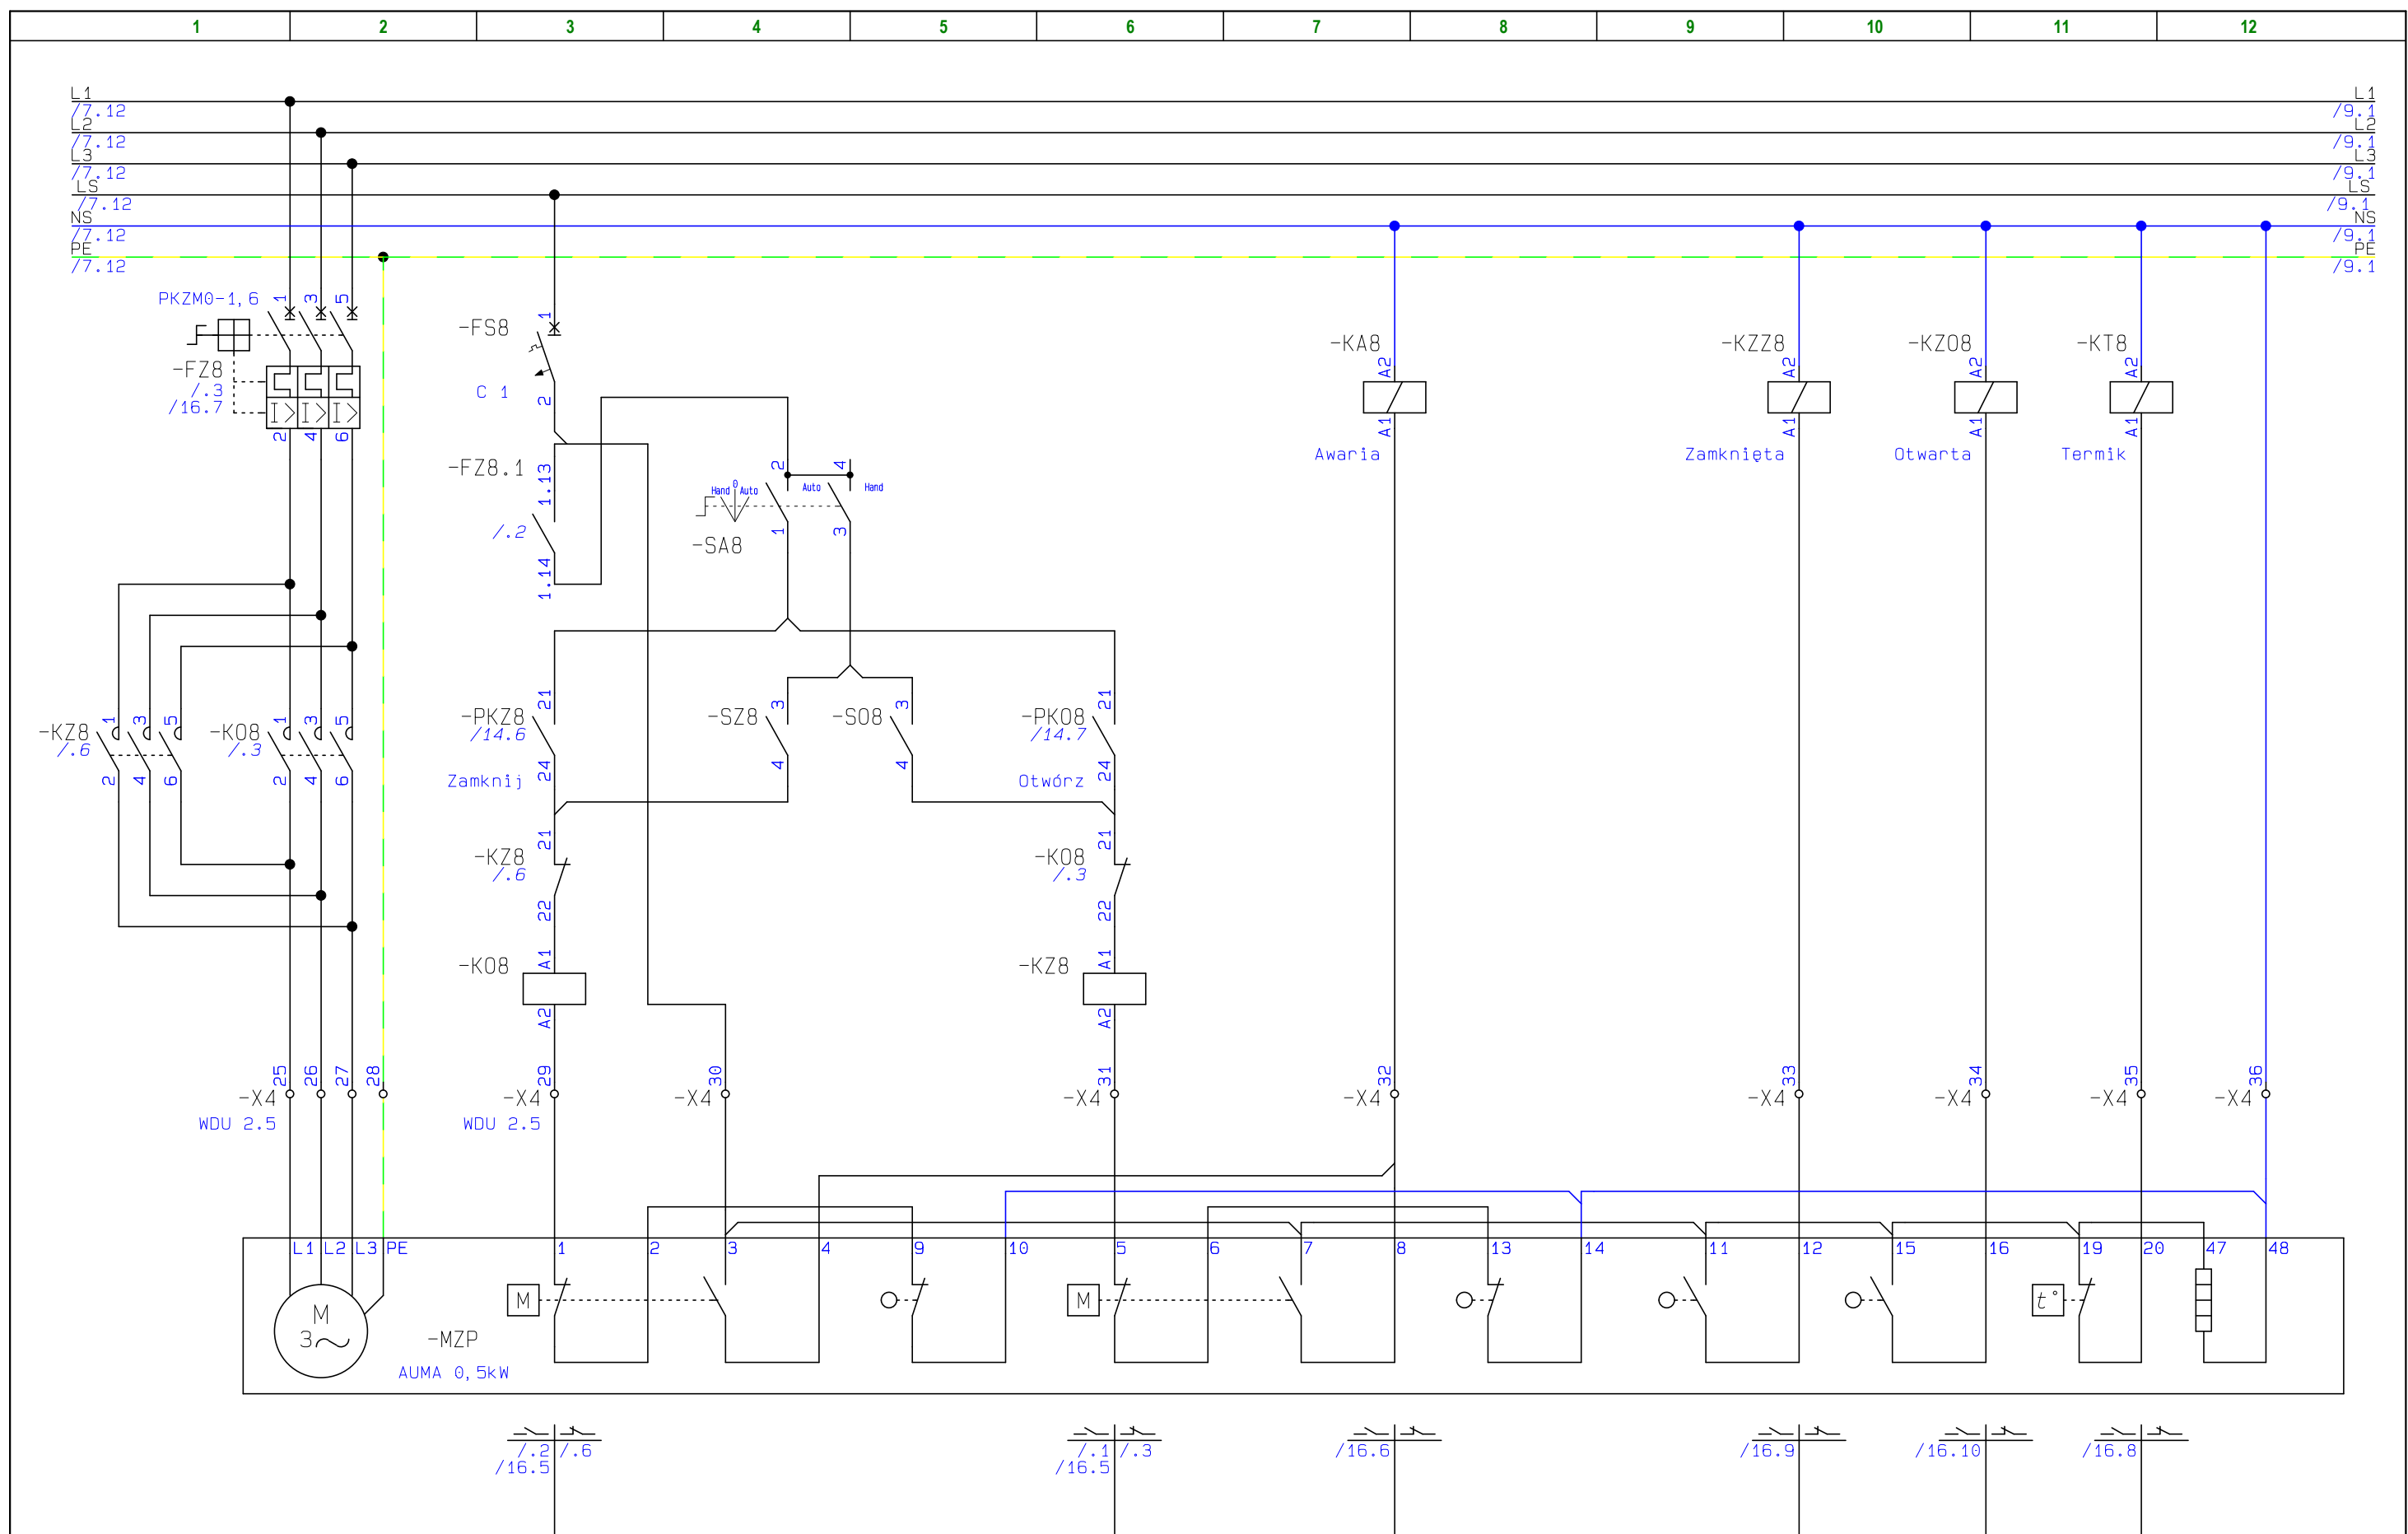 1 2 3 4 5 6 7 8 9 10 11 12
L1 L1
/7.12 /9.1
L2 L2
/7.12 /9.1
L3 L3
/7.12 /9.1
LS LS
/7.12 /9.1
NS NS
/7.12 /9.1
PE PE
/7.12 /9.1
PKZM0-1,6 1 3 5
-FZ8
/.3
/16.7
I> I> I>
2 4 6
-FS8 1
C 1 2
-FZ8.1 1.13
/.2
1.14
2 4
Hand 0 Auto Auto Hand
-SA8 1 3
-KA8 A2
A1
Awaria
-KZZ8 A2
A1
Zamknięta
-KZO8 A2
A1
Otwarta
-KT8 A2
A1
Termik
-KZ8 1 3 5
/.6
2 4 6
-KO8 1 3 5
/.3
2 4 6
-PKZ8 21
/14.6
Zamknij 24
-SZ8 3
4
-SO8 3
4
-PKO8 21
/14.7
Otwórz 24
-KZ8 21
/.6
22
-KO8 21
/.3
22
-KO8 A1
A2
-KZ8 A1
A2
-X4 25 26 27 28
WDU 2.5
-X4 29
WDU 2.5
-X4 30
-X4 31
-X4 32
-X4 33
-X4 34
-X4 35
-X4 36
L1 L2 L3 PE 1 2 3 4 9 10 5 6 7 8 13 14 11 12 15 16 19 20 47 48
M
3~
M M t°
-MZP
AUMA 0,5kW
/.2 /.6
/16.5
/.1 /.3
/16.5
/16.6
/16.9
/16.10
/16.8